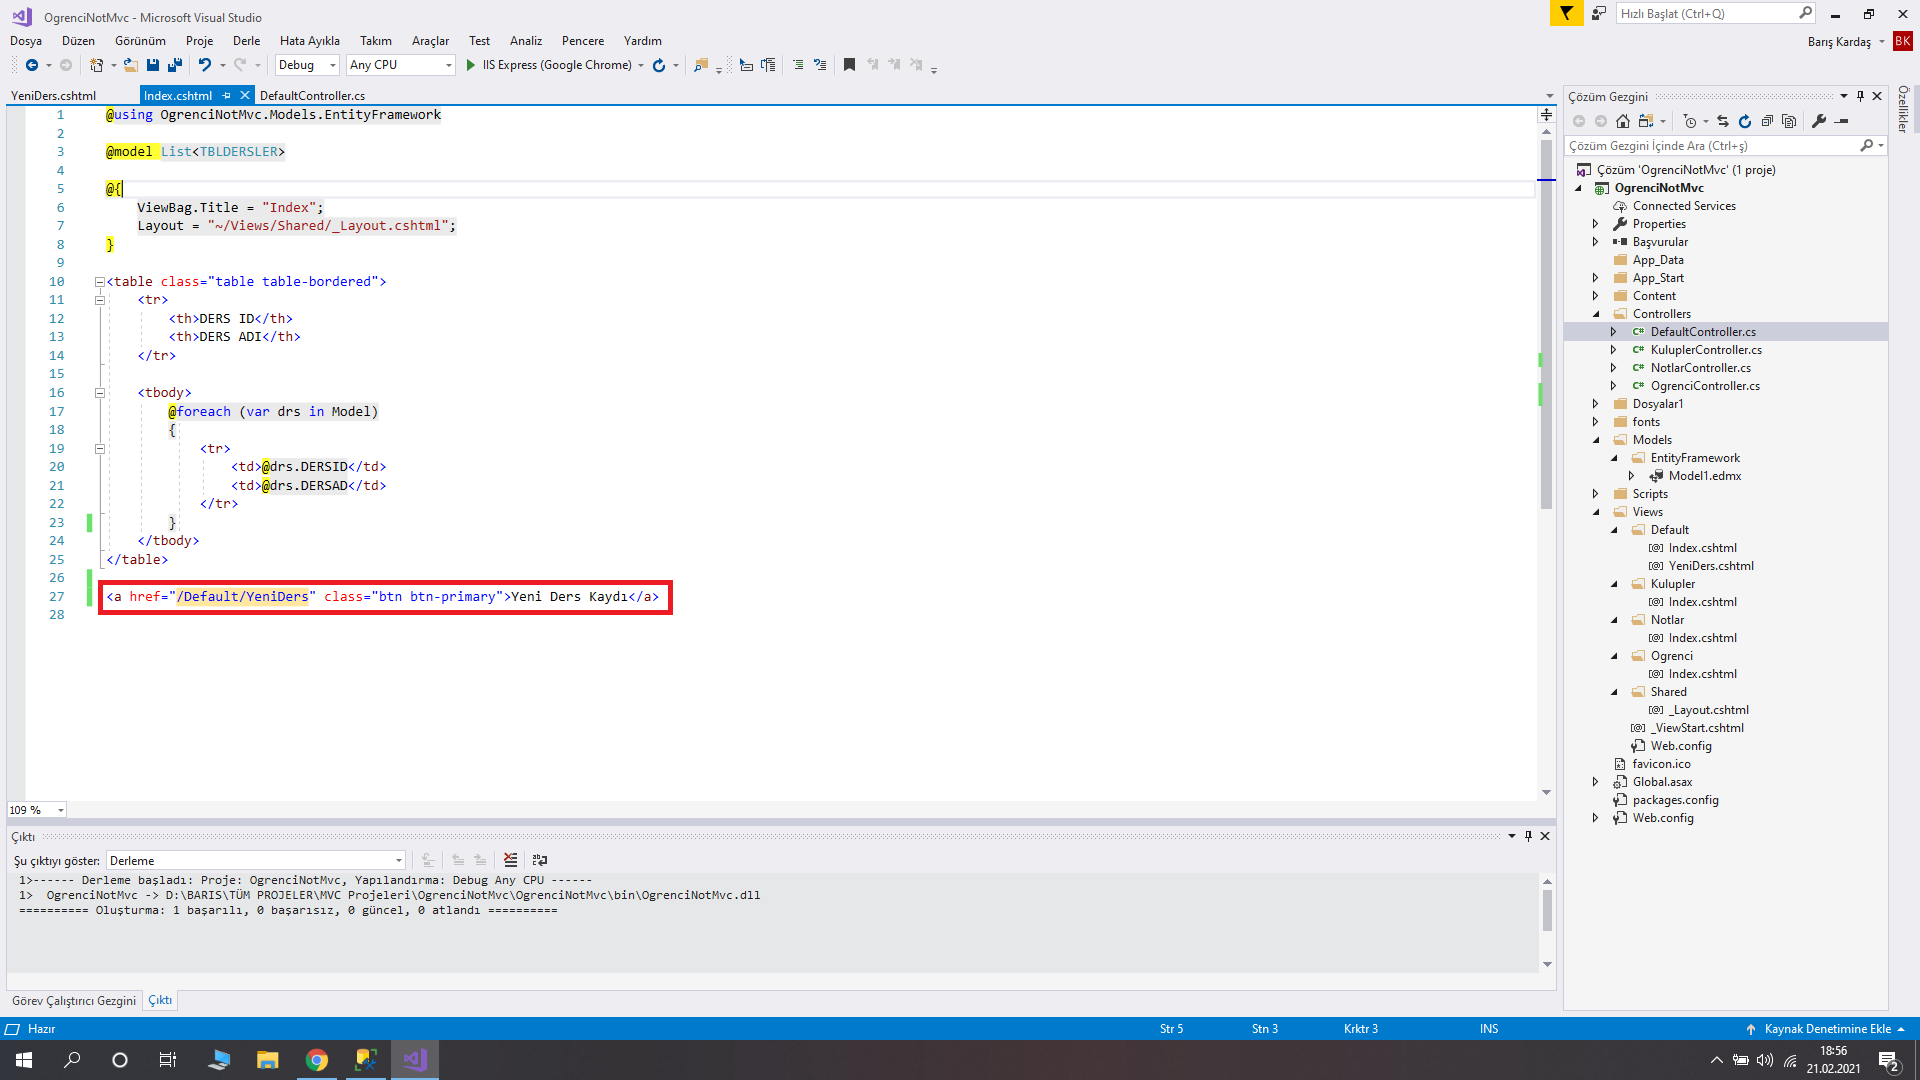 OgrenciNotMvc - Microsoft Visual Studio
Hızlı Başlat (Ctrl+Q)
Dosya Düzen Görünüm Proje Derle Hata Ayıkla Takım Araçlar Test Analiz Pencere Yardım
Barış Kardaş BK
Debug Any CPU IIS Express (Google Chrome)
YeniDers.cshtml Index.cshtml DefaultController.cs
1 @using OgrenciNotMvc.Models.EntityFramework
2
3 @model List<TBLDERSLER>
4
5 @{
6 ViewBag.Title = "Index";
7 Layout = "~/Views/Shared/_Layout.cshtml";
8 }
9
10 <table class="table table-bordered">
11 <tr>
12 <th>DERS ID</th>
13 <th>DERS ADI</th>
14 </tr>
15
16 <tbody>
17 @foreach (var drs in Model)
18 {
19 <tr>
20 <td>@drs.DERSID</td>
21 <td>@drs.DERSAD</td>
22 </tr>
23 }
24 </tbody>
25 </table>
26
27 <a href="/Default/YeniDers" class="btn btn-primary">Yeni Ders Kaydı</a>
28
109 %
Çıktı
Şu çıktıyı göster: Derleme
1>------ Derleme başladı: Proje: OgrenciNotMvc, Yapılandırma: Debug Any CPU ------
1> OgrenciNotMvc -> D:\BARIS\TÜM PROJELER\MVC Projeleri\OgrenciNotMvc\OgrenciNotMvc\bin\OgrenciNotMvc.dll
========== Oluşturma: 1 başarılı, 0 başarısız, 0 güncel, 0 atlandı ==========
Görev Çalıştırıcı Gezgini Çıktı
Çözüm Gezgini
Özellikler
Çözüm Gezgini İçinde Ara (Ctrl+ş)
Çözüm 'OgrenciNotMvc' (1 proje)
OgrenciNotMvc
Connected Services
Properties
Başvurular
App_Data
App_Start
Content
Controllers
C# DefaultController.cs
C# KuluplerController.cs
C# NotlarController.cs
C# OgrenciController.cs
Dosyalar1
fonts
Models
EntityFramework
Model1.edmx
Scripts
Views
Default
[@] Index.cshtml
[@] YeniDers.cshtml
Kulupler
[@] Index.cshtml
Notlar
[@] Index.cshtml
Ogrenci
[@] Index.cshtml
Shared
[@] _Layout.cshtml
[@] _ViewStart.cshtml
Web.config
favicon.ico
Global.asax
packages.config
Web.config
Hazır Str 5 Stn 3 Krktr 3 INS Kaynak Denetimine Ekle
18:56
21.02.2021
2